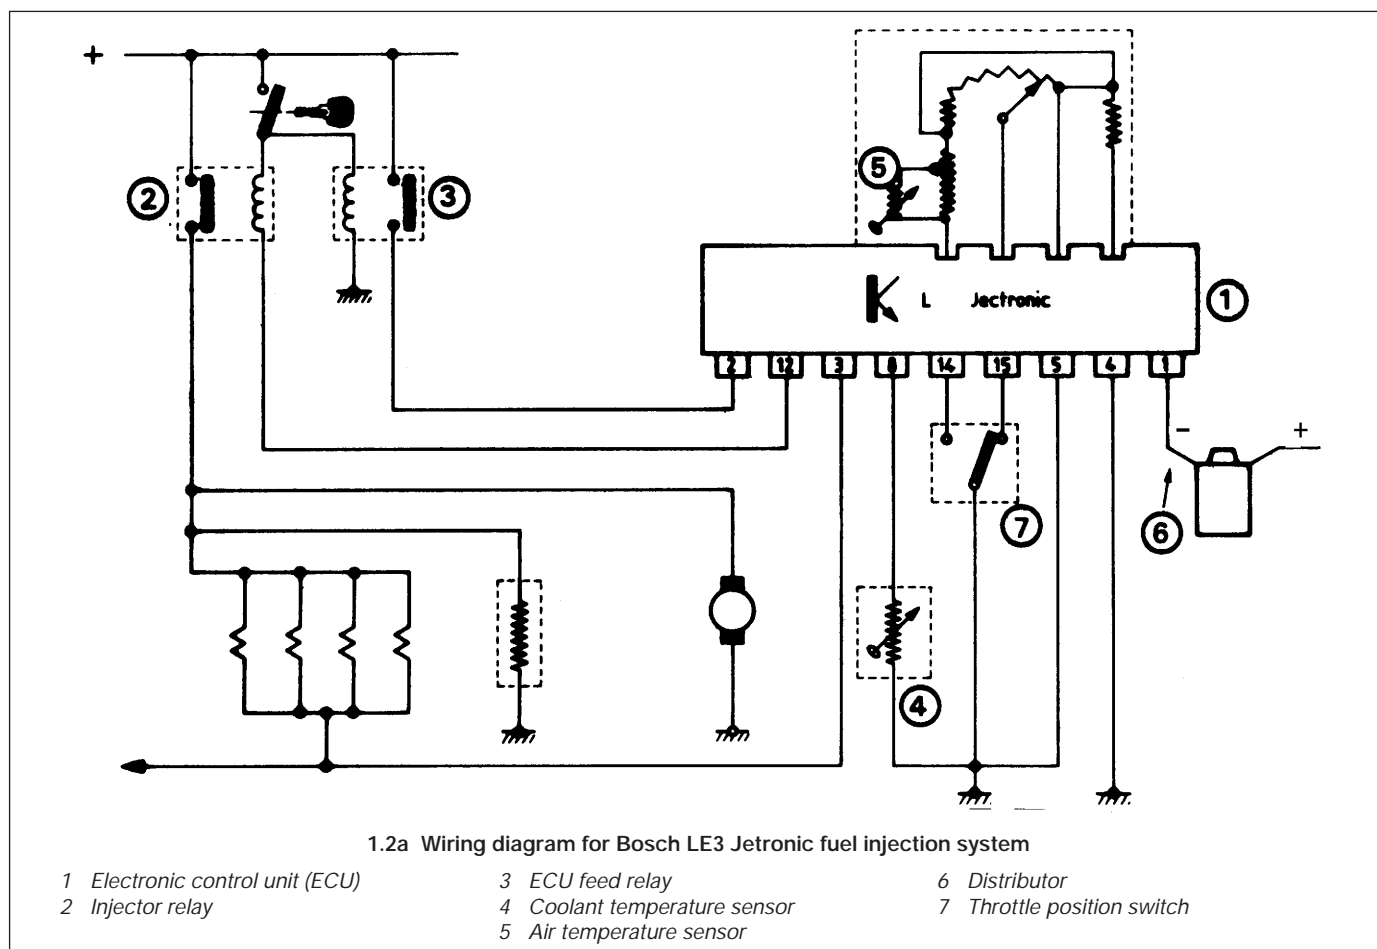 +
2
3
5
1
L Jectronic
2 12 3 8 14 15 5 4 1
− +
7
6
4
1.2a Wiring diagram for Bosch LE3 Jetronic fuel injection system
1 Electronic control unit (ECU)
2 Injector relay
3 ECU feed relay
4 Coolant temperature sensor
5 Air temperature sensor
6 Distributor
7 Throttle position switch